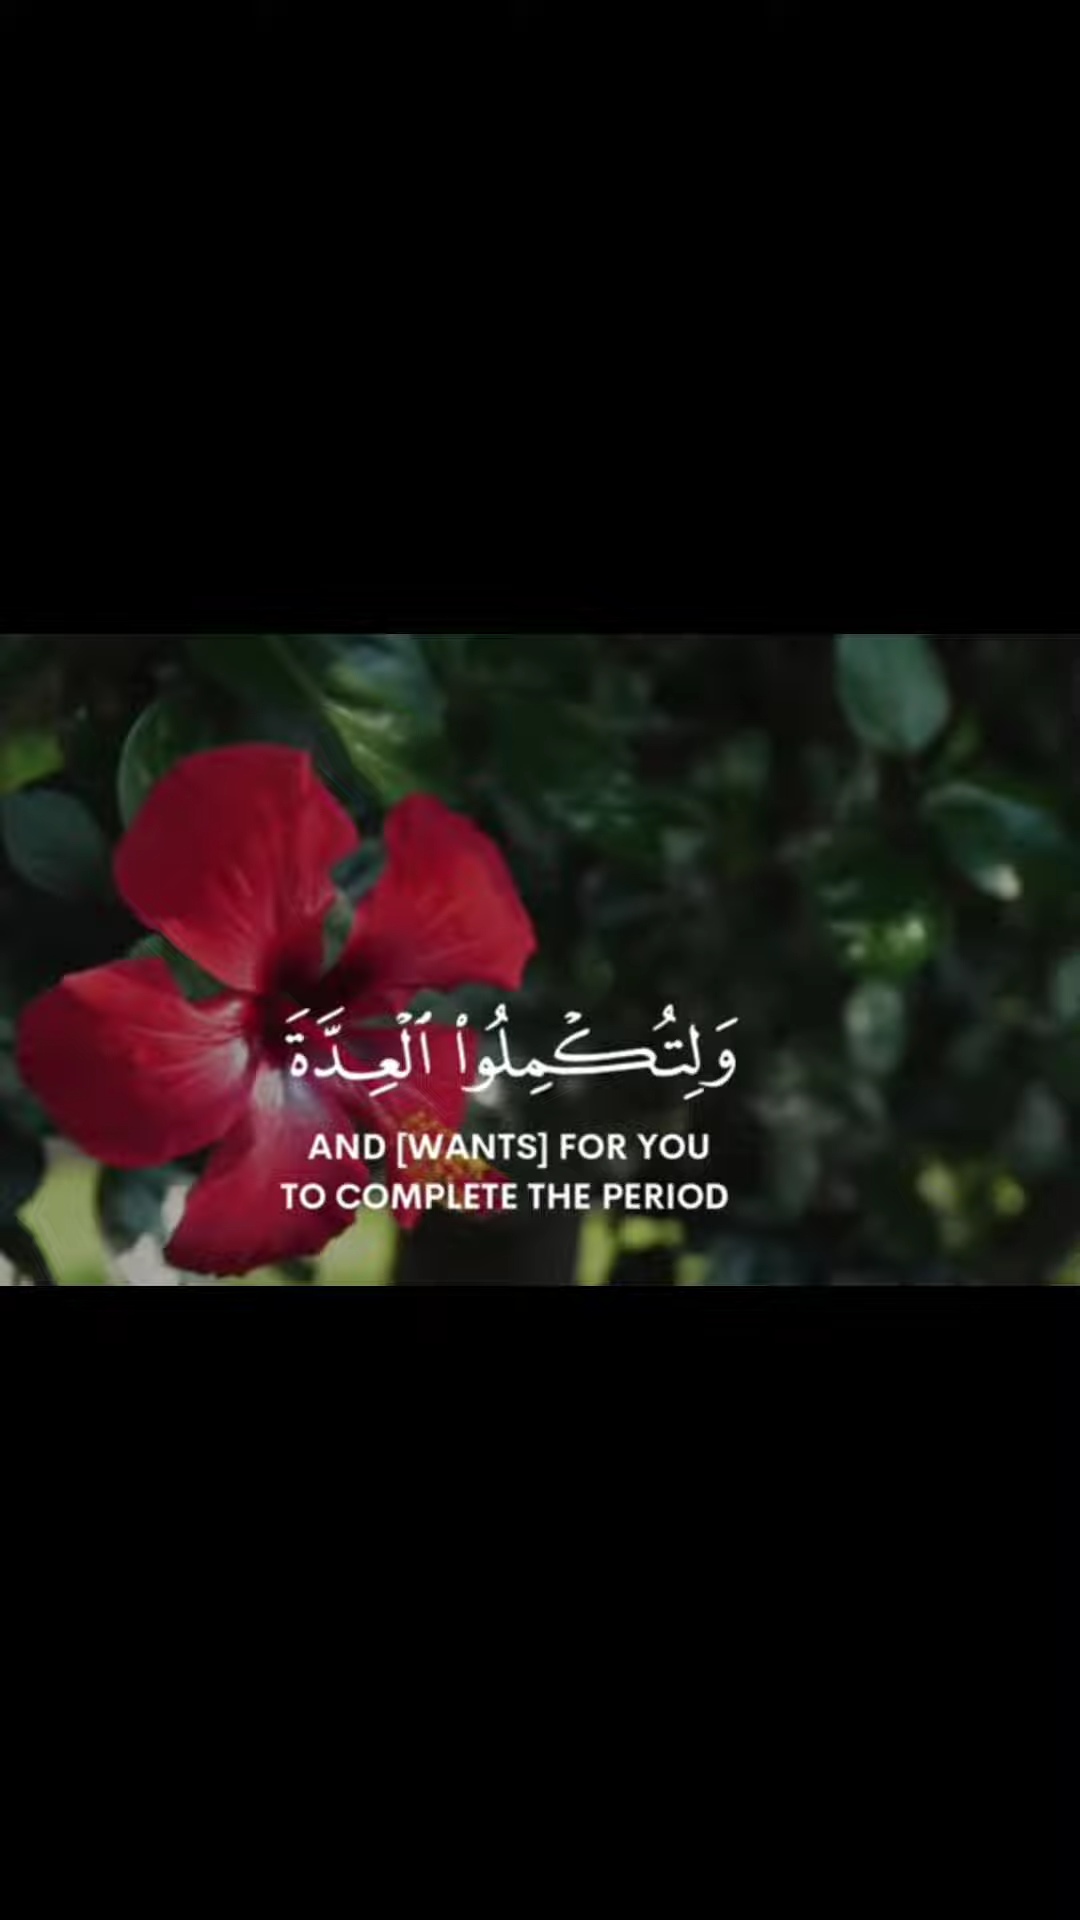 وَلِتُكْمِلُوا۟ ٱلْعِدَّةَ
AND [WANTS] FOR YOU
TO COMPLETE THE PERIOD